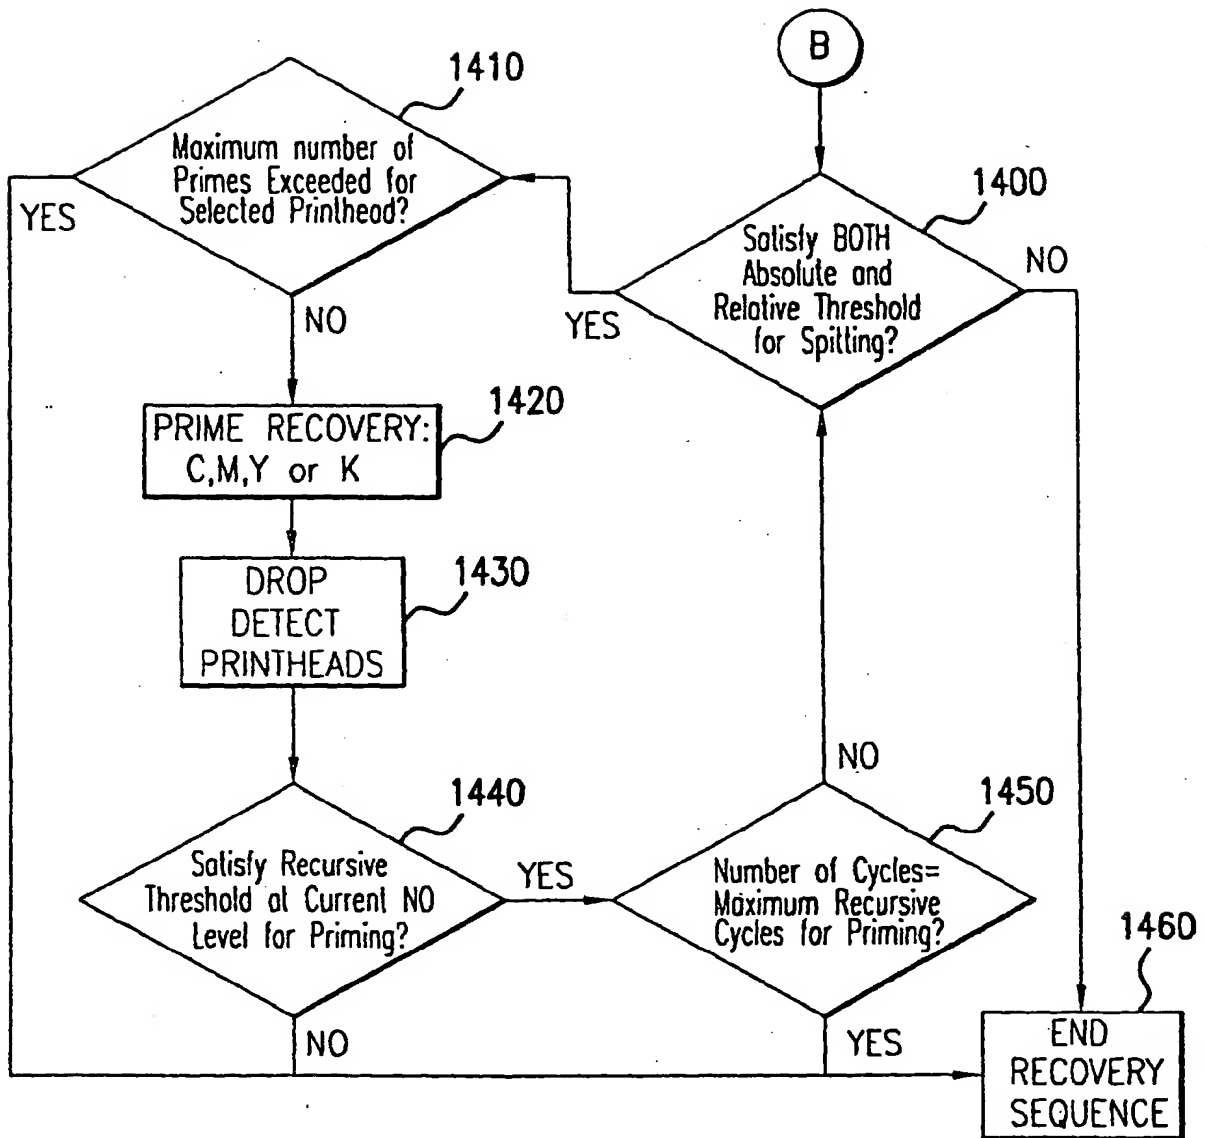 B
1400
Satisfy BOTH
Absolute and
Relative Threshold
for Spitting?
NO
YES
1410
Maximum number of
Primes Exceeded for
Selected Printhead?
YES
NO
1420
PRIME RECOVERY:
C,M,Y or K
1430
DROP
DETECT
PRINTHEADS
1440
Satisfy Recursive
Threshold at Current NO
Level for Priming?
YES
NO
1450
Number of Cycles=
Maximum Recursive
Cycles for Priming?
NO
YES
1460
END
RECOVERY
SEQUENCE